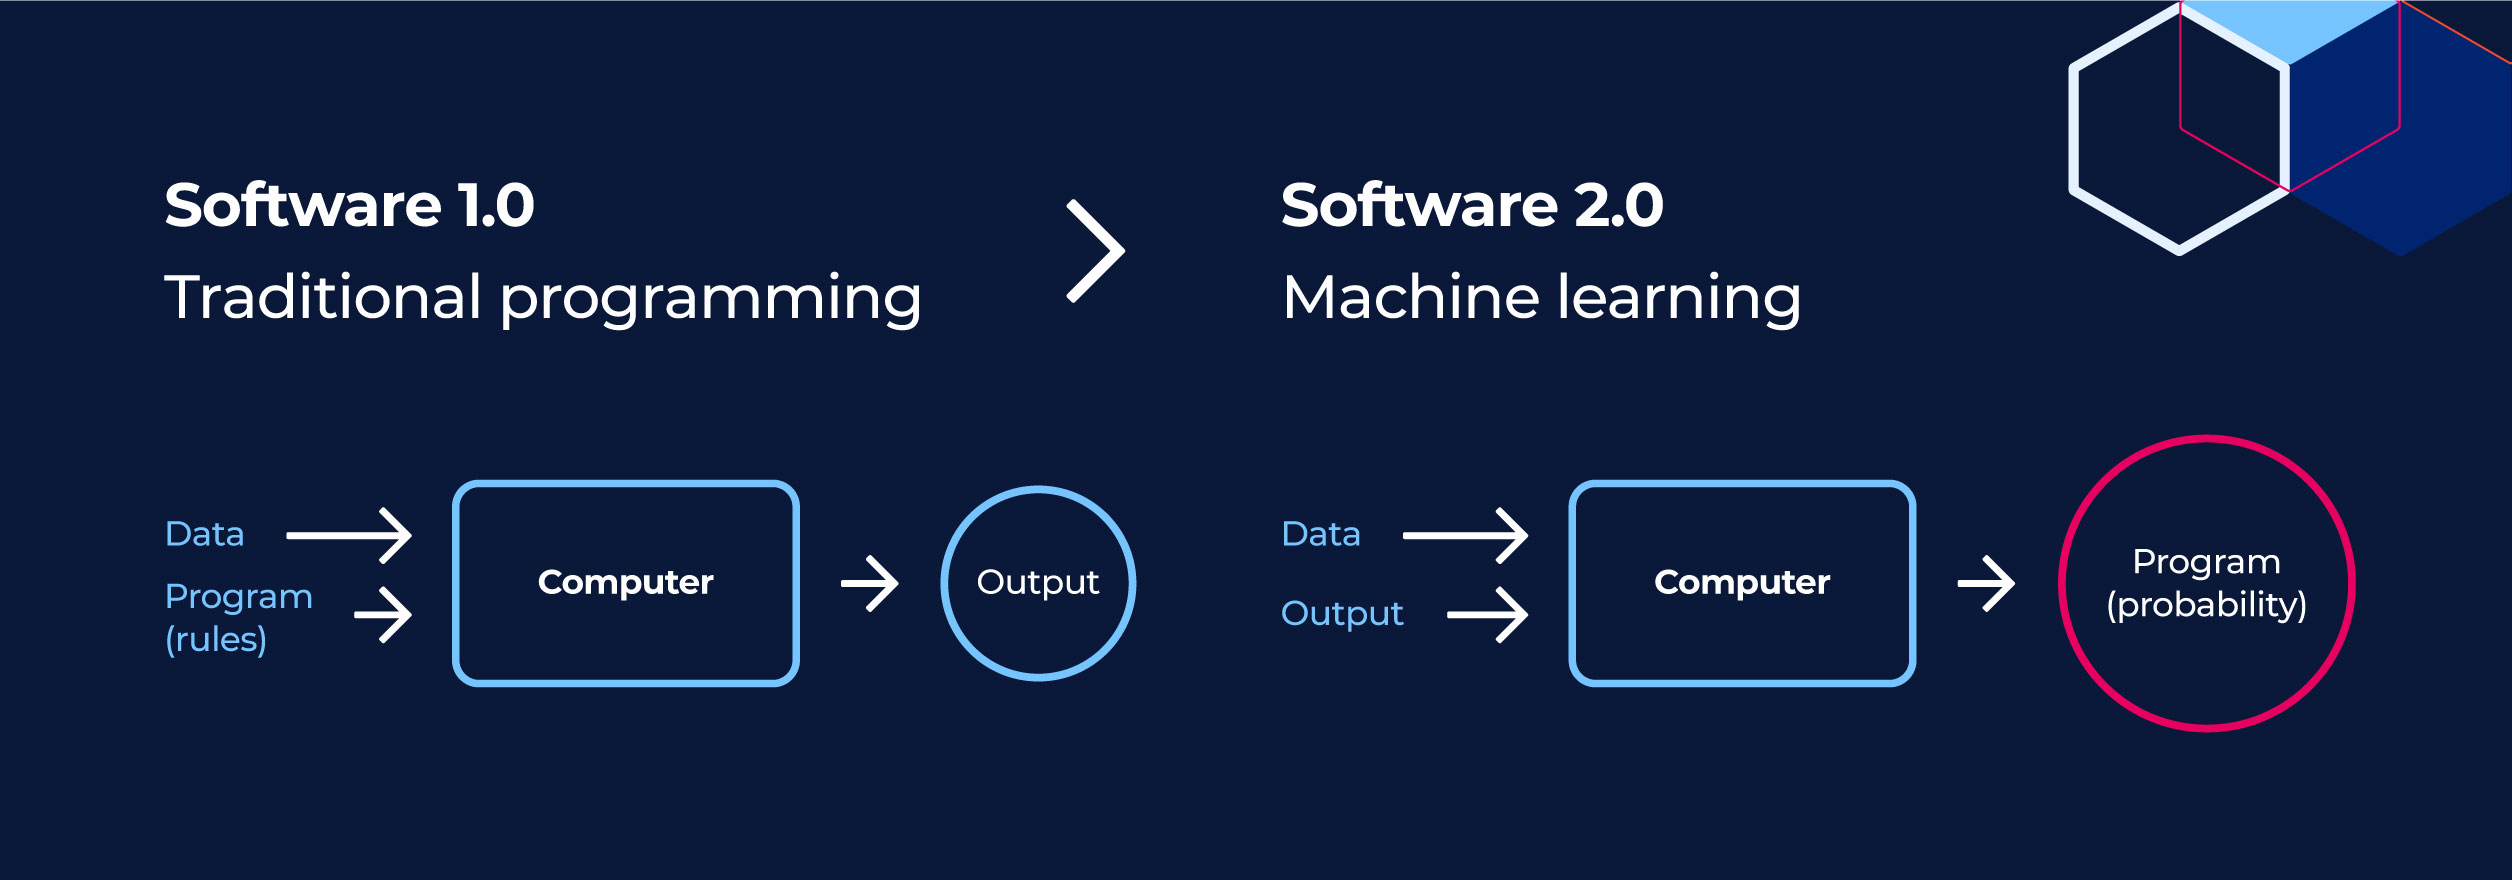 Software 1.0
Traditional programming
Data
Program
(rules)
Computer
Output
Software 2.0
Machine learning
Data
Output
Computer
Program
(probability)